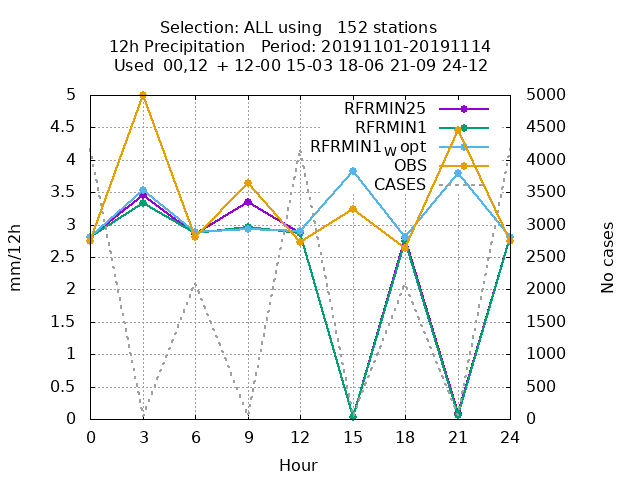 Selection: ALL using   152 stations
12h Precipitation   Period: 20191101-20191114
Used  00,12  + 12-00 15-03 18-06 21-09 24-12
RFRMIN25
RFRMIN1
RFRMIN1w opt
OBS
CASES
5
4.5
4
3.5
3
2.5
2
1.5
1
0.5
0
mm/12h
5000
4500
4000
3500
3000
2500
2000
1500
1000
500
0
No cases
0 3 6 9 12 15 18 21 24
Hour